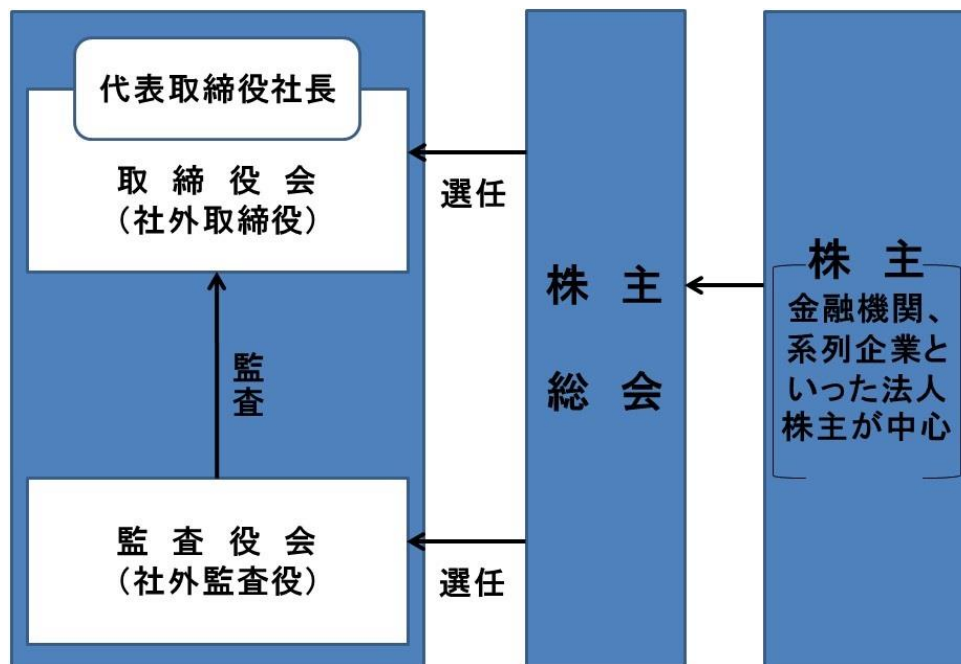 代表取締役社長
取締役会
（社外取締役）
監査
監査役会
（社外監査役）
選任
選任
株主
総会
株主
金融機関、
系列企業と
いった法人
株主が中心